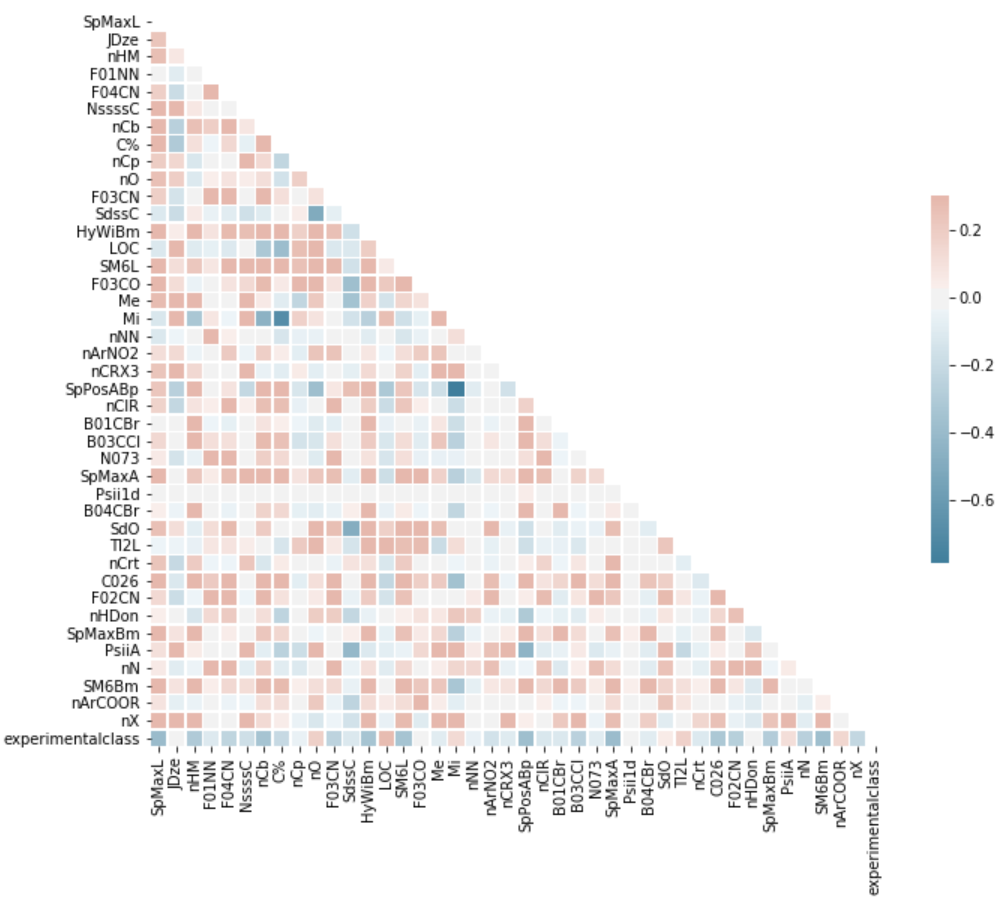 SpMaxL
JDze
nHM
F01NN
F04CN
NssssC
nCb
C%
nCp
nO
F03CN
SdssC
HyWiBm
LOC
SM6L
F03CO
Me
Mi
nNN
nArNO2
nCRX3
SpPosABp
nCIR
B01CBr
B03CCl
N073
SpMaxA
Psii1d
B04CBr
SdO
TI2L
nCrt
C026
F02CN
nHDon
SpMaxBm
PsiiA
nN
SM6Bm
nArCOOR
nX
experimentalclass
SpMaxL
JDze
nHM
F01NN
F04CN
NssssC
nCb
C%
nCp
nO
F03CN
SdssC
HyWiBm
LOC
SM6L
F03CO
Me
Mi
nNN
nArNO2
nCRX3
SpPosABp
nCIR
B01CBr
B03CCl
N073
SpMaxA
Psii1d
B04CBr
SdO
TI2L
nCrt
C026
F02CN
nHDon
SpMaxBm
PsiiA
nN
SM6Bm
nArCOOR
nX
experimentalclass
0.2
0.0
−0.2
−0.4
−0.6